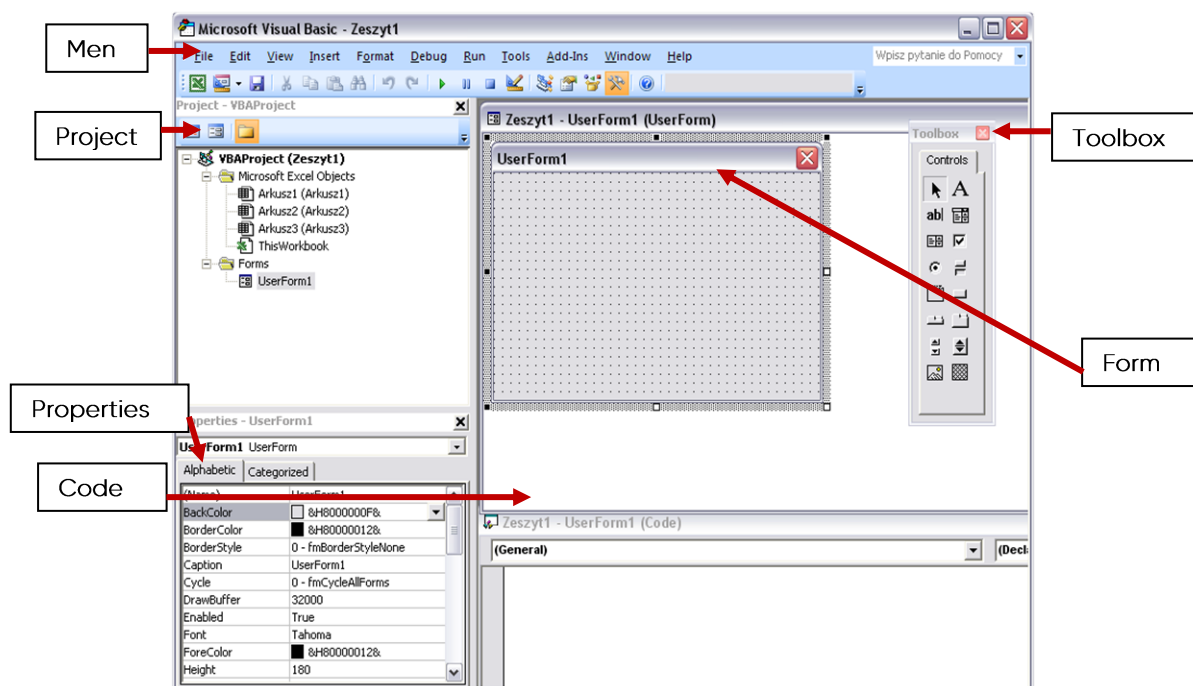 Microsoft Visual Basic - Zeszyt1
Men
File Edit View Insert Format Debug Run Tools Add-Ins Window Help
Wpisz pytanie do Pomocy
Project - VBAProject
Project
Zeszyt1 - UserForm1 (UserForm)
Toolbox
Toolbox
UserForm1
Controls
A
ab
VBAProject (Zeszyt1)
Microsoft Excel Objects
Arkusz1 (Arkusz1)
Arkusz2 (Arkusz2)
Arkusz3 (Arkusz3)
ThisWorkbook
Forms
UserForm1
Form
Properties
Properties - UserForm1
UserForm1 UserForm
Alphabetic Categorized
Code
(Name) UserForm1
BackColor &H8000000F&
BorderColor &H80000012&
BorderStyle 0 - fmBorderStyleNone
Caption UserForm1
Cycle 0 - fmCycleAllForms
DrawBuffer 32000
Enabled True
Font Tahoma
ForeColor &H80000012&
Height 180
Zeszyt1 - UserForm1 (Code)
(General)
(Decl